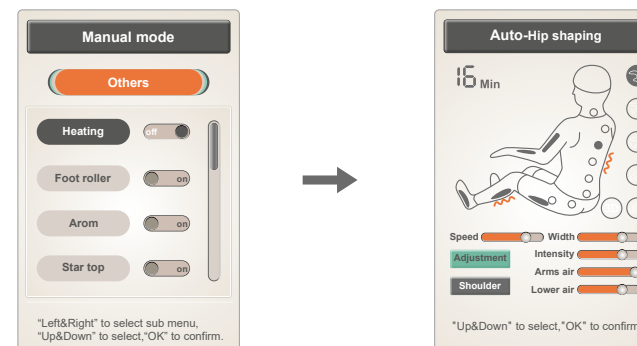 Manual mode
Others
Heating
off
Foot roller
on
Arom
on
Star top
on
“Left&Right” to select sub menu,
“Up&Down” to select,“OK” to confirm.
Auto-Hip shaping
16 Min
Speed
Width
Adjustment
Intensity
Arms air
Shoulder
Lower air
"Up&Down" to select,"OK" to confirm